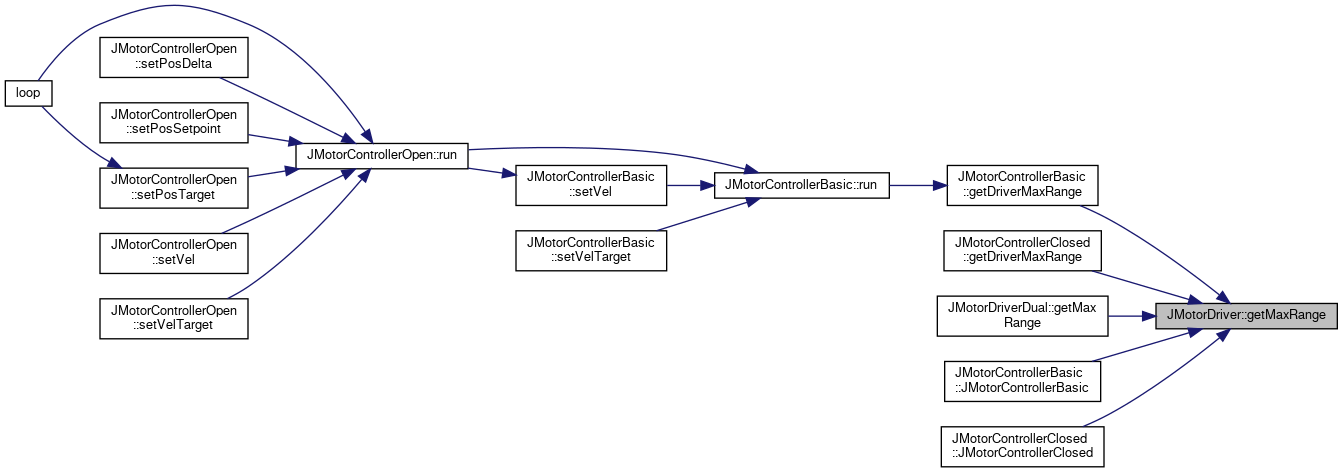 loop
JMotorControllerOpen
::setPosDelta
JMotorControllerOpen
::setPosSetpoint
JMotorControllerOpen
::setPosTarget
JMotorControllerOpen
::setVel
JMotorControllerOpen
::setVelTarget
JMotorControllerOpen::run
JMotorControllerBasic
::setVel
JMotorControllerBasic
::setVelTarget
JMotorControllerBasic::run
JMotorControllerBasic
::getDriverMaxRange
JMotorControllerClosed
::getDriverMaxRange
JMotorDriverDual::getMax
Range
JMotorControllerBasic
::JMotorControllerBasic
JMotorControllerClosed
::JMotorControllerClosed
JMotorDriver::getMaxRange